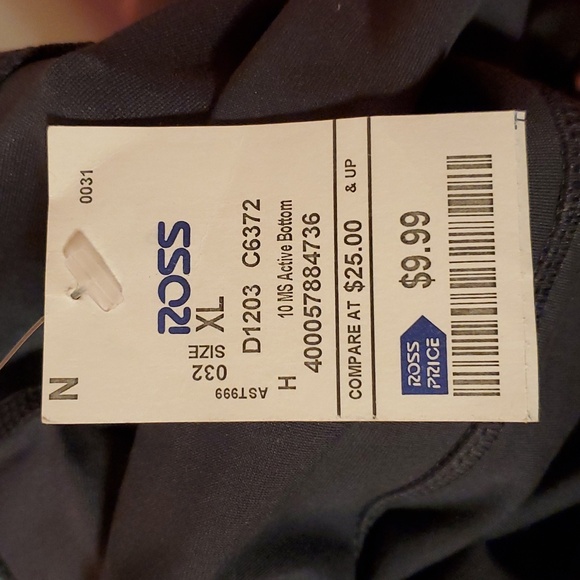 N
0031
ROSS
SIZE XL
032
D1203 C6372
AST999
10 MS Active Bottom
H
400057884736
COMPARE AT $25.00 & UP
ROSS
PRICE
$9.99